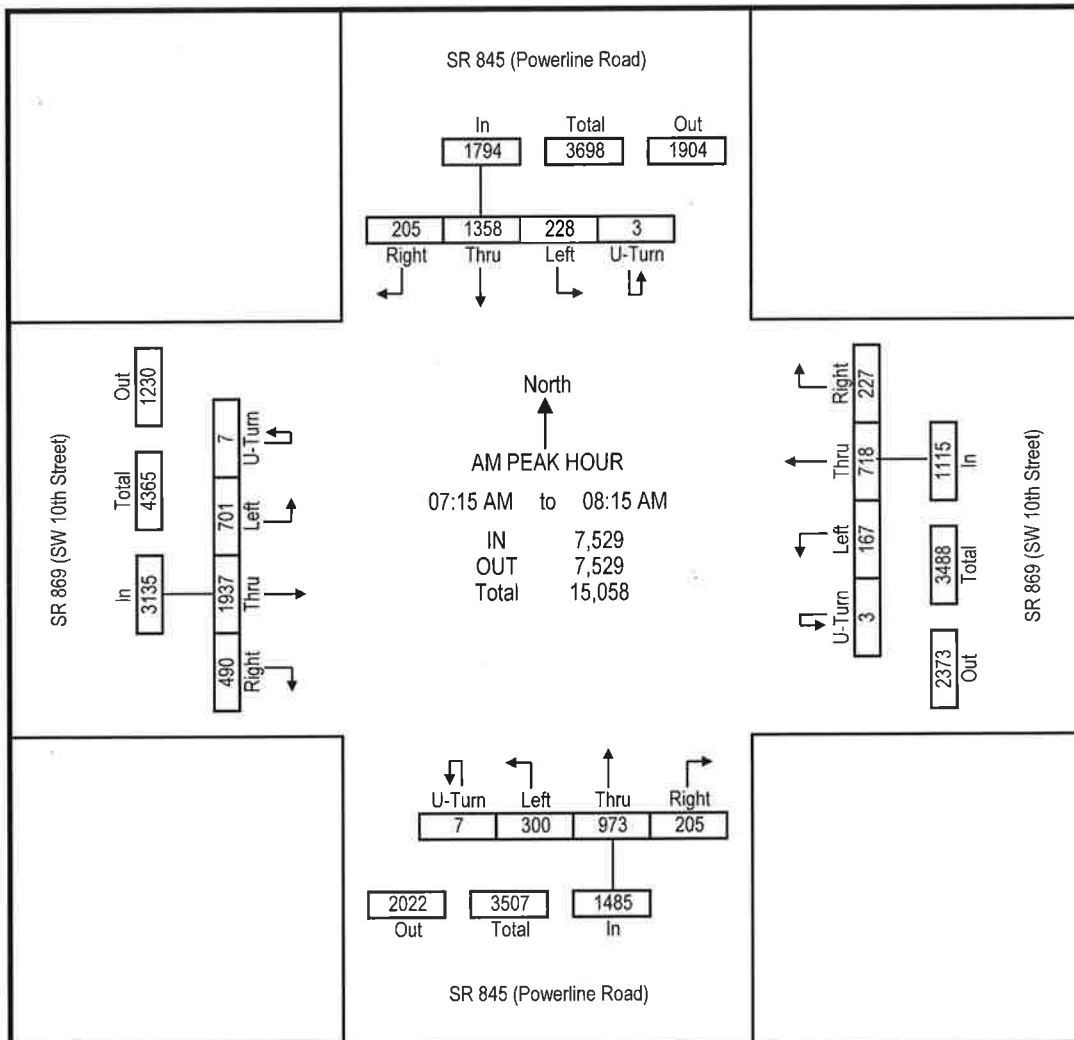 SR 845 (Powerline Road)
In Total Out
1794 3698 1904
205 1358 228 3
Right Thru Left U-Turn
SR 869 (SW 10th Street)
Out 1230
Total 4365
In 3135
7 U-Turn
701 Left
1937 Thru
490 Right
North
AM PEAK HOUR
07:15 AM to 08:15 AM
IN 7,529
OUT 7,529
Total 15,058
Right 227
Thru 718
Left 167
U-Turn 3
1115 In
3488 Total
2373 Out
SR 869 (SW 10th Street)
U-Turn Left Thru Right
7 300 973 205
2022 3507 1485
Out Total In
SR 845 (Powerline Road)